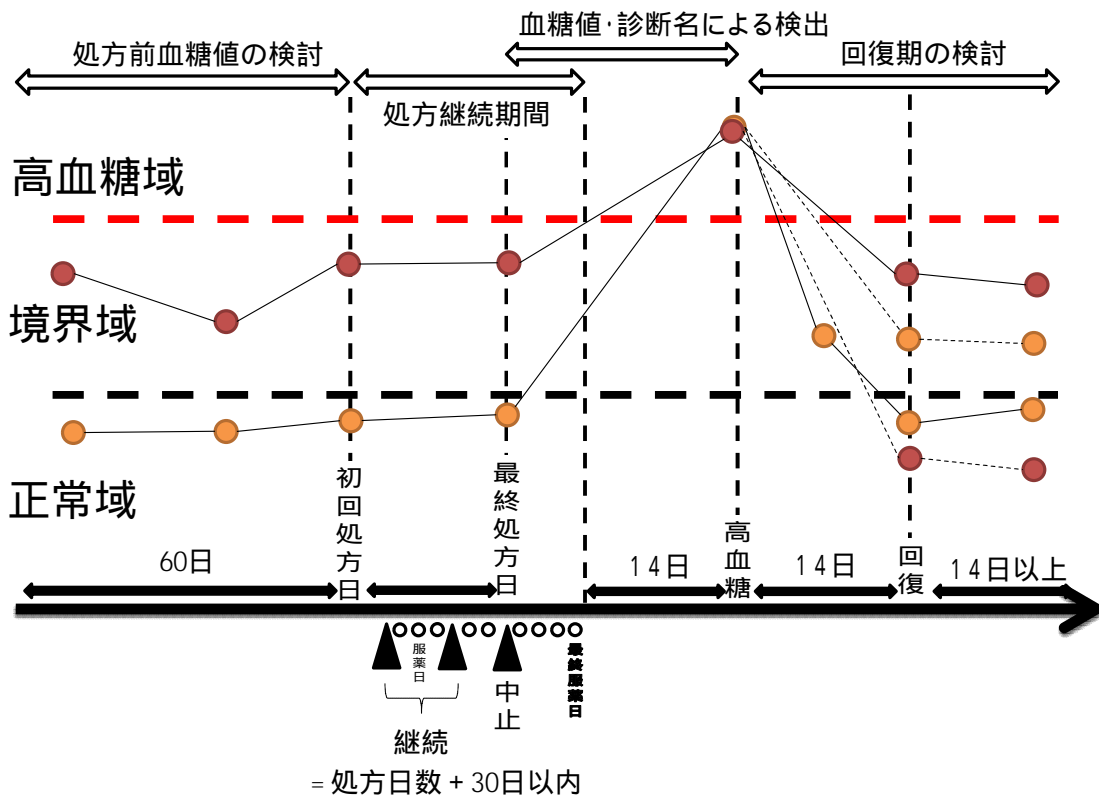 血糖値・診断名による検出
処方前血糖値の検討
回復期の検討
処方継続期間
高血糖域
境界域
正常域
初回処方日
最終処方日
高血糖
回復
60日
14日
14日
14日以上
服薬日
最終服薬日
中止
継続
= 処方日数 + 30日以内